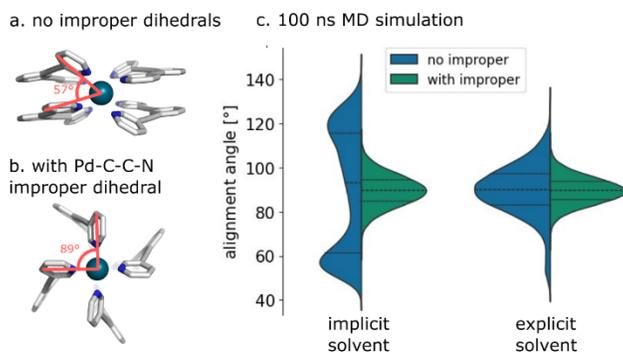 a. no improper dihedrals
57°
b. with Pd-C-C-N
improper dihedral
89°
c. 100 ns MD simulation
no improper
with improper
alignment angle [°]
140
120
100
80
60
40
implicit
solvent
explicit
solvent